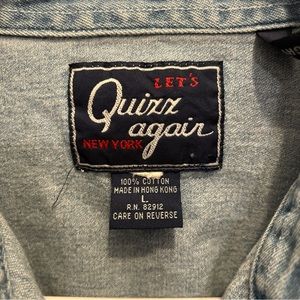 LET'S
Quizz
again
NEW YORK
100% COTTON
MADE IN HONG KONG
L
R.N. 82912
CARE ON REVERSE